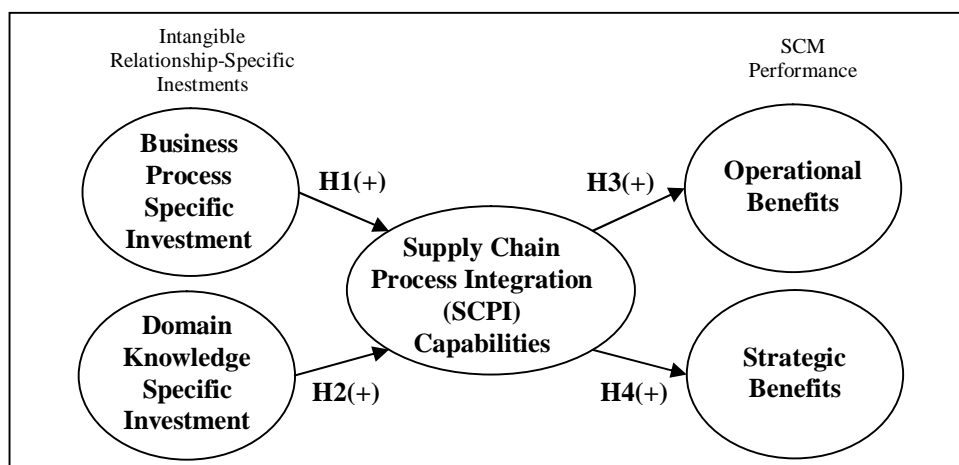 Intangible
Relationship-Specific
Inestments
SCM
Performance
Business
Process
Specific
Investment
H1(+)
H3(+)
Operational
Benefits
Supply Chain
Process Integration
(SCPI)
Capabilities
Domain
Knowledge
Specific
Investment
H2(+)
H4(+)
Strategic
Benefits